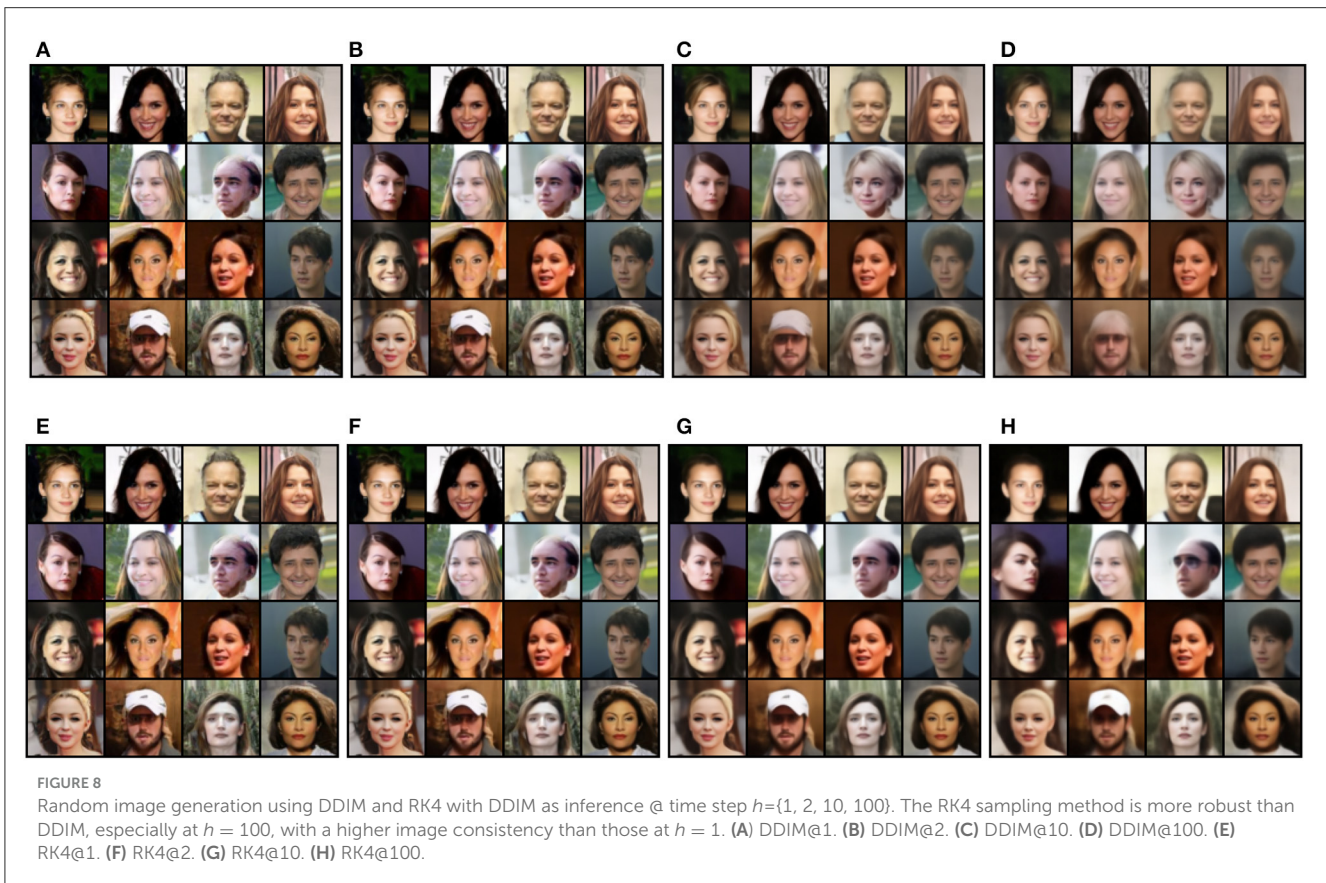 A B C D
E F G H
FIGURE 8
Random image generation using DDIM and RK4 with DDIM as inference @ time step h={1, 2, 10, 100}. The RK4 sampling method is more robust than
DDIM, especially at h = 100, with a higher image consistency than those at h = 1. (A) DDIM@1. (B) DDIM@2. (C) DDIM@10. (D) DDIM@100. (E)
RK4@1. (F) RK4@2. (G) RK4@10. (H) RK4@100.